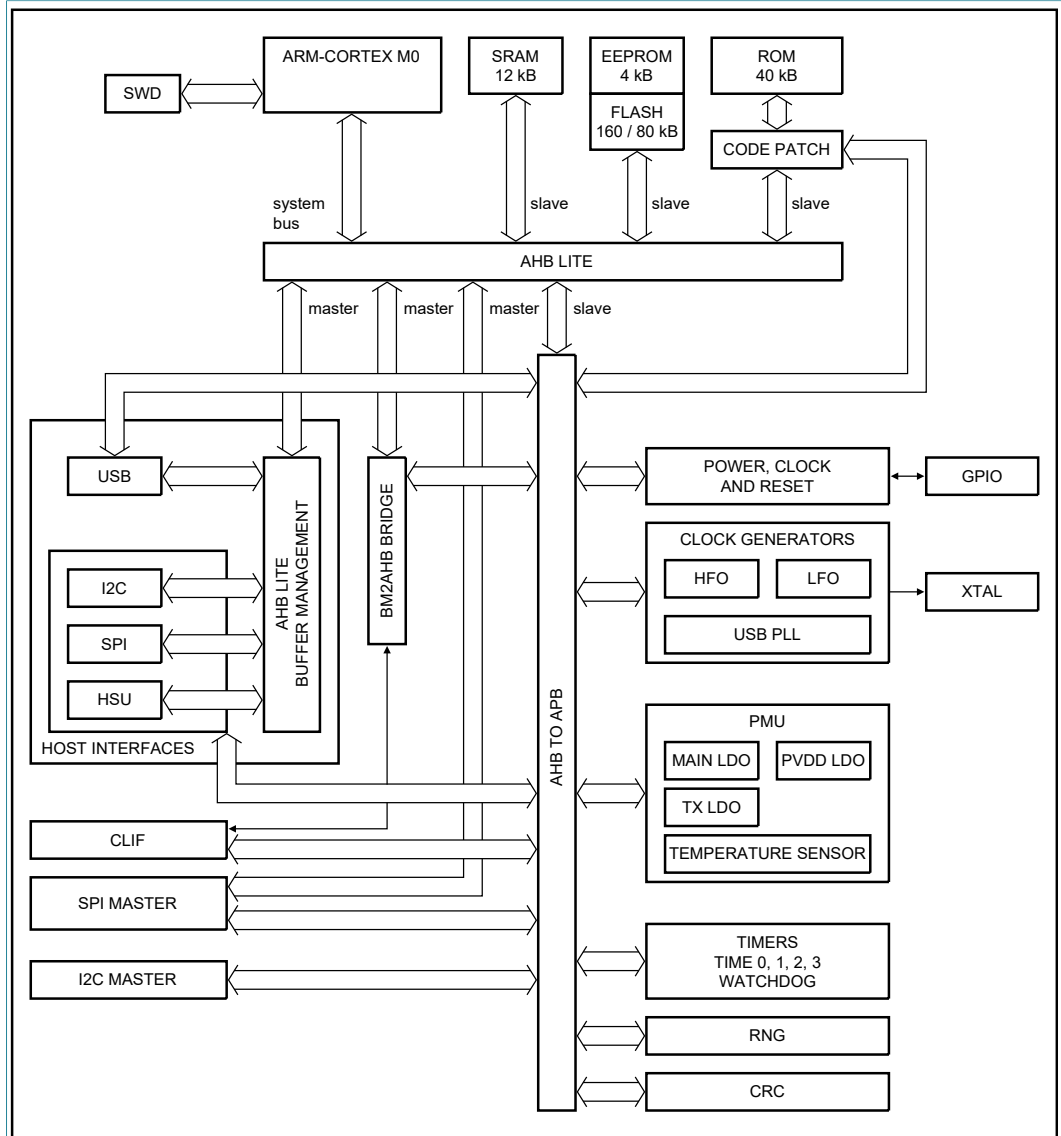 ARM-CORTEX M0
SRAM
12 kB
EEPROM
4 kB
ROM
40 kB
SWD
FLASH
160 / 80 kB
CODE PATCH
system
bus
slave
slave
slave
AHB LITE
master
master
master
slave
USB
I2C
SPI
HSU
AHB LITE
BUFFER MANAGEMENT
HOST INTERFACES
BM2AHB BRIDGE
AHB TO APB
POWER, CLOCK
AND RESET
GPIO
CLOCK GENERATORS
HFO
LFO
USB PLL
XTAL
PMU
MAIN LDO
PVDD LDO
TX LDO
TEMPERATURE SENSOR
CLIF
SPI MASTER
I2C MASTER
TIMERS
TIME 0, 1, 2, 3
WATCHDOG
RNG
CRC